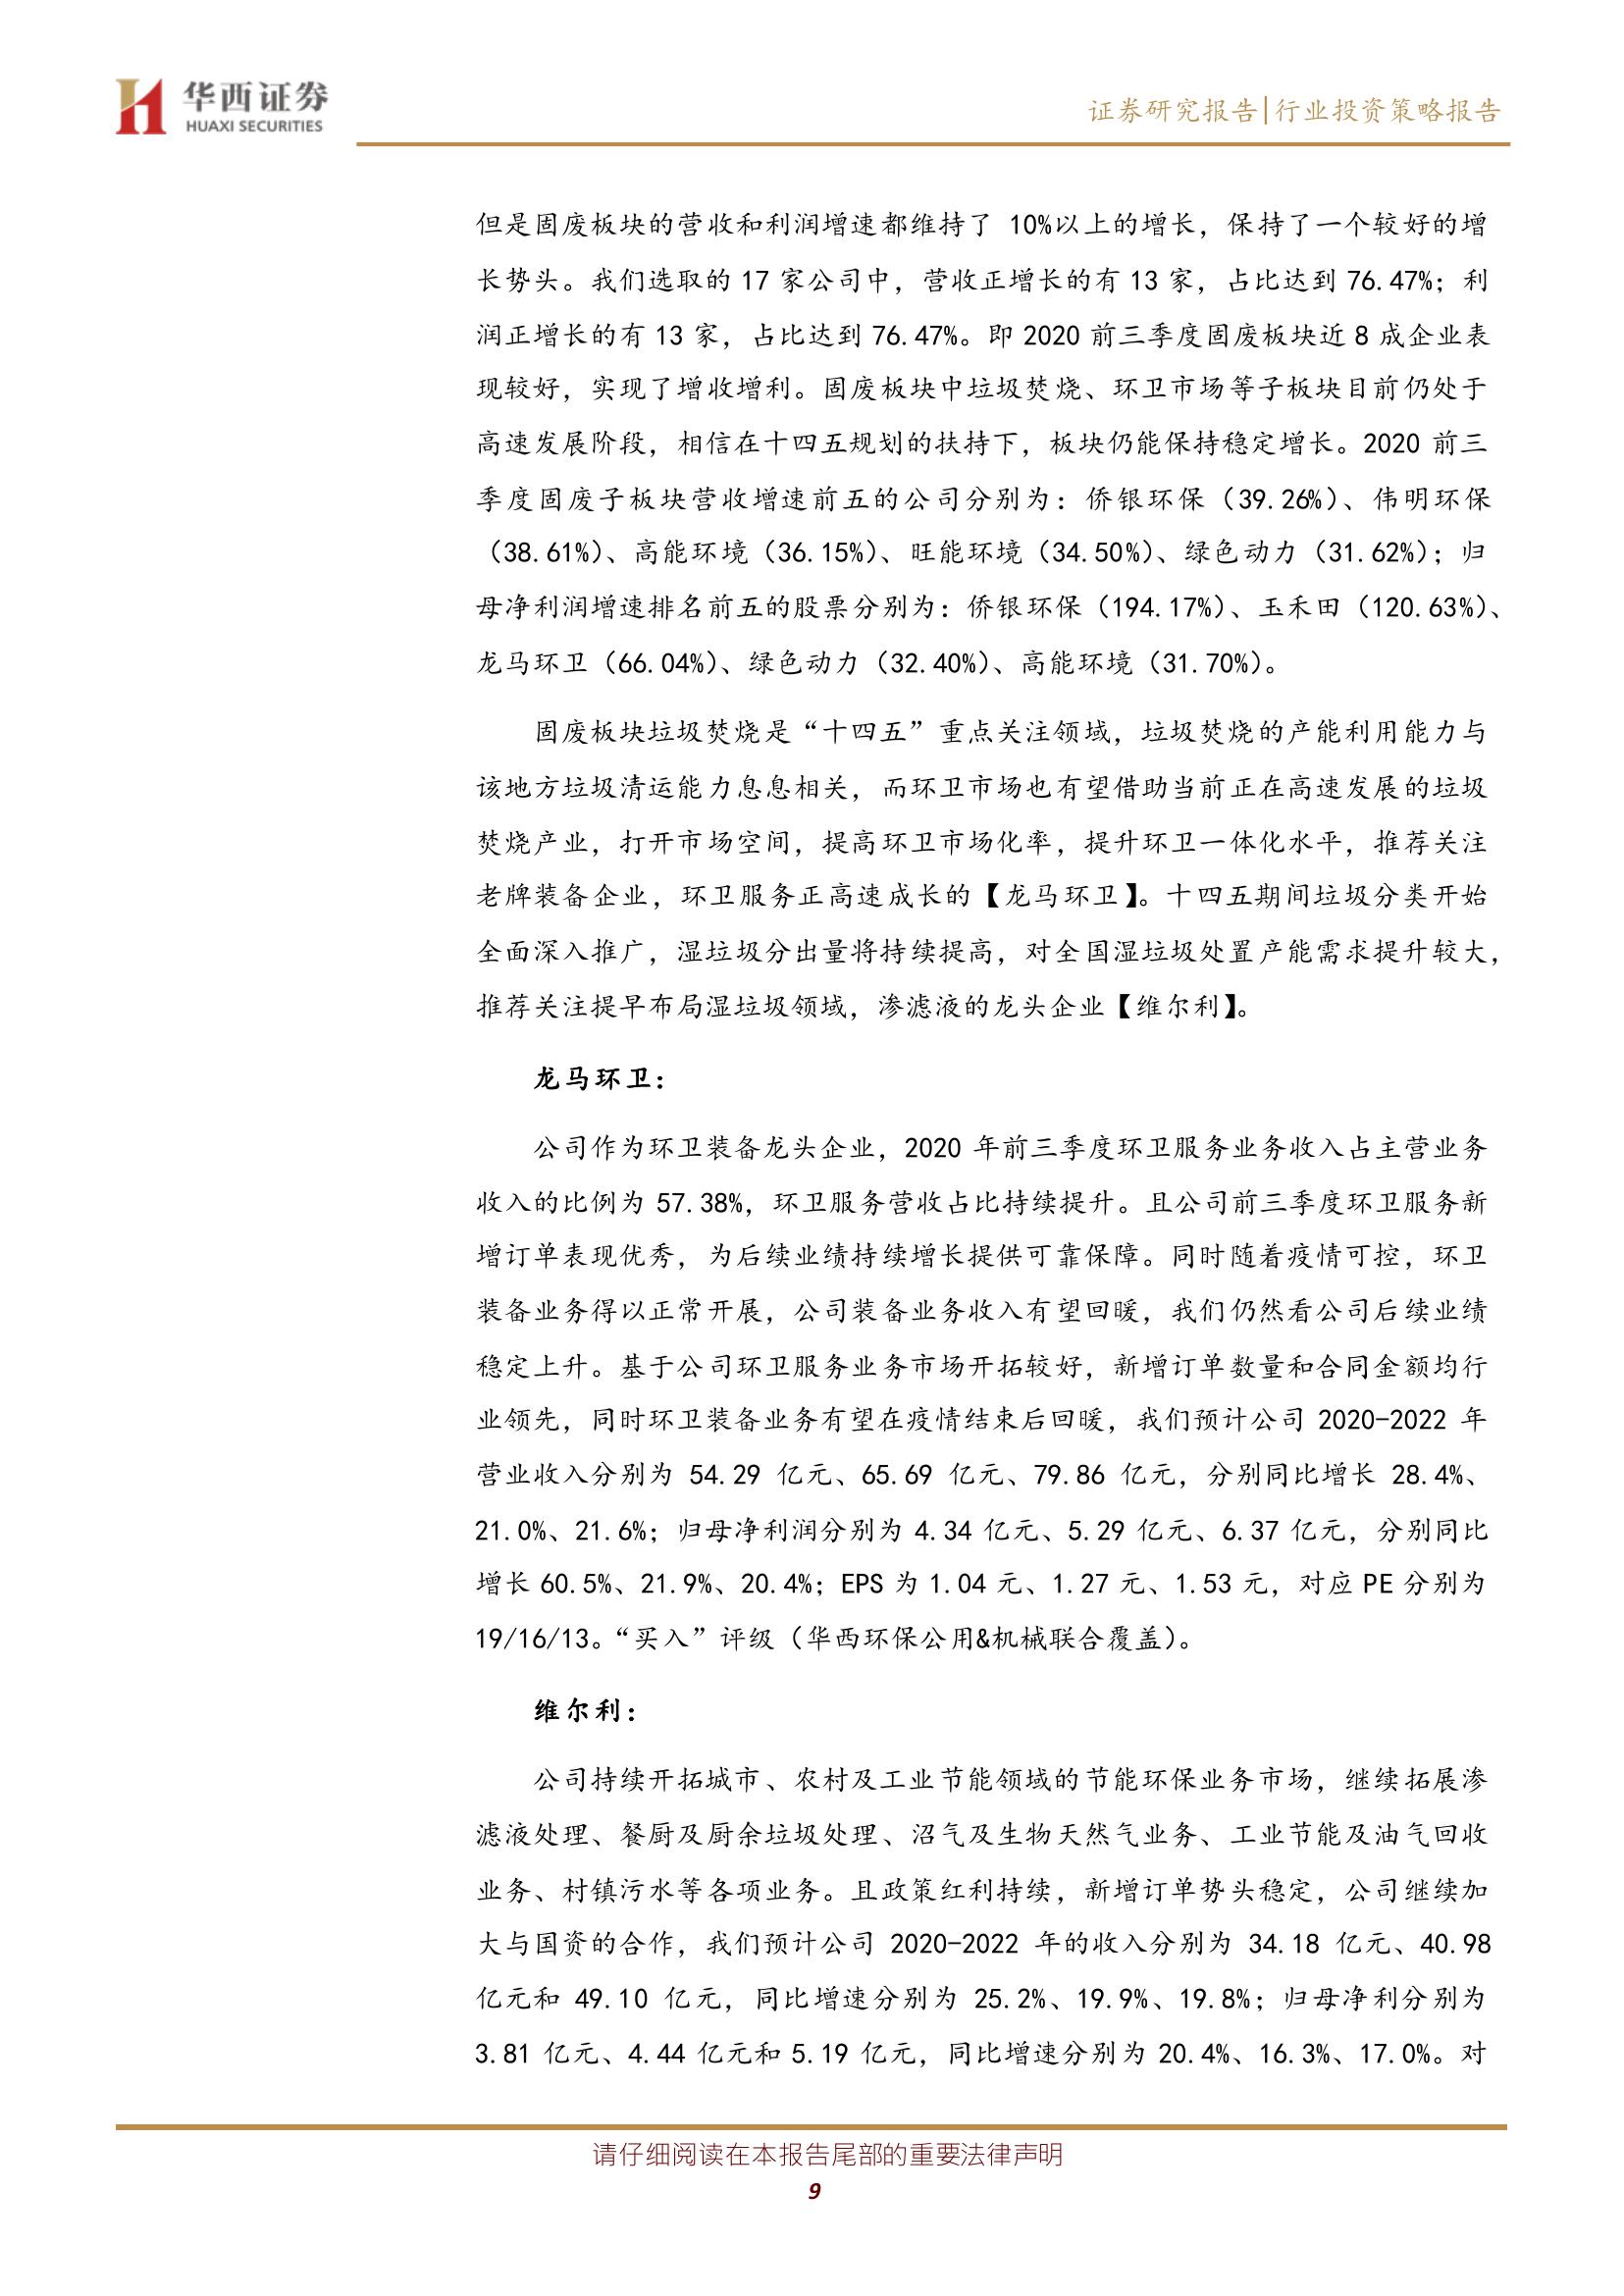 华西证券
HUAXI SECURITIES
证券研究报告|行业投资策略报告
但是固废板块的营收和利润增速都维持了 10%以上的增长，保持了一个较好的增
长势头。我们选取的 17 家公司中，营收正增长的有 13 家，占比达到 76.47%；利
润正增长的有 13 家，占比达到 76.47%。即 2020 前三季度固废板块近 8 成企业表
现较好，实现了增收增利。固废板块中垃圾焚烧、环卫市场等子板块目前仍处于
高速发展阶段，相信在十四五规划的扶持下，板块仍能保持稳定增长。2020 前三
季度固废子板块营收增速前五的公司分别为：侨银环保（39.26%）、伟明环保
（38.61%）、高能环境（36.15%）、旺能环境（34.50%）、绿色动力（31.62%）；归
母净利润增速排名前五的股票分别为：侨银环保（194.17%）、玉禾田（120.63%）、
龙马环卫（66.04%）、绿色动力（32.40%）、高能环境（31.70%）。
固废板块垃圾焚烧是“十四五”重点关注领域，垃圾焚烧的产能利用能力与
该地方垃圾清运能力息息相关，而环卫市场也有望借助当前正在高速发展的垃圾
焚烧产业，打开市场空间，提高环卫市场化率，提升环卫一体化水平，推荐关注
老牌装备企业，环卫服务正高速成长的【龙马环卫】。十四五期间垃圾分类开始
全面深入推广，湿垃圾分出量将持续提高，对全国湿垃圾处置产能需求提升较大，
推荐关注提早布局湿垃圾领域，渗滤液的龙头企业【维尔利】。
龙马环卫：
公司作为环卫装备龙头企业，2020 年前三季度环卫服务业务收入占主营业务
收入的比例为 57.38%，环卫服务营收占比持续提升。且公司前三季度环卫服务新
增订单表现优秀，为后续业绩持续增长提供可靠保障。同时随着疫情可控，环卫
装备业务得以正常开展，公司装备业务收入有望回暖，我们仍然看公司后续业绩
稳定上升。基于公司环卫服务业务市场开拓较好，新增订单数量和合同金额均行
业领先，同时环卫装备业务有望在疫情结束后回暖，我们预计公司 2020-2022 年
营业收入分别为 54.29 亿元、65.69 亿元、79.86 亿元，分别同比增长 28.4%、
21.0%、21.6%；归母净利润分别为 4.34 亿元、5.29 亿元、6.37 亿元，分别同比
增长 60.5%、21.9%、20.4%；EPS 为 1.04 元、1.27 元、1.53 元，对应 PE 分别为
19/16/13。“买入”评级（华西环保公用&机械联合覆盖）。
维尔利：
公司持续开拓城市、农村及工业节能领域的节能环保业务市场，继续拓展渗
滤液处理、餐厨及厨余垃圾处理、沼气及生物天然气业务、工业节能及油气回收
业务、村镇污水等各项业务。且政策红利持续，新增订单势头稳定，公司继续加
大与国资的合作，我们预计公司 2020-2022 年的收入分别为 34.18 亿元、40.98
亿元和 49.10 亿元，同比增速分别为 25.2%、19.9%、19.8%；归母净利分别为
3.81 亿元、4.44 亿元和 5.19 亿元，同比增速分别为 20.4%、16.3%、17.0%。对
请仔细阅读在本报告尾部的重要法律声明
9